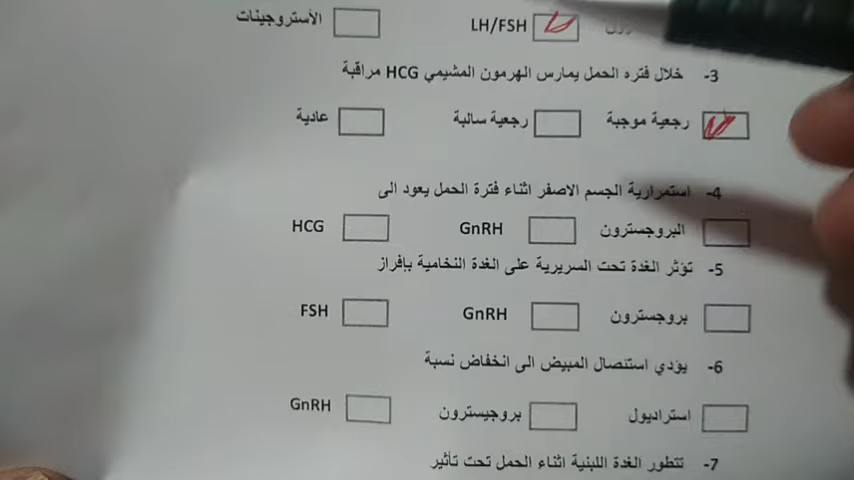 LH/FSH الأستروجينات
3- خلال فتره الحمل يمارس الهرمون المشيمي HCG مراقبة
رجعية موجبة رجعية سالبة عادية
4- استمرارية الجسم الاصفر اثناء فترة الحمل يعود الى
البروجسترون GnRH HCG
5- تؤثر الغدة تحت السريرية على الغدة النخامية بإفراز
بروجسترون GnRH FSH
6- يؤدي استئصال المبيض الى انخفاض نسبة
استراديول بروجيسترون GnRH
7- تتطور الغدة اللبنية اثناء الحمل تحت تأثير